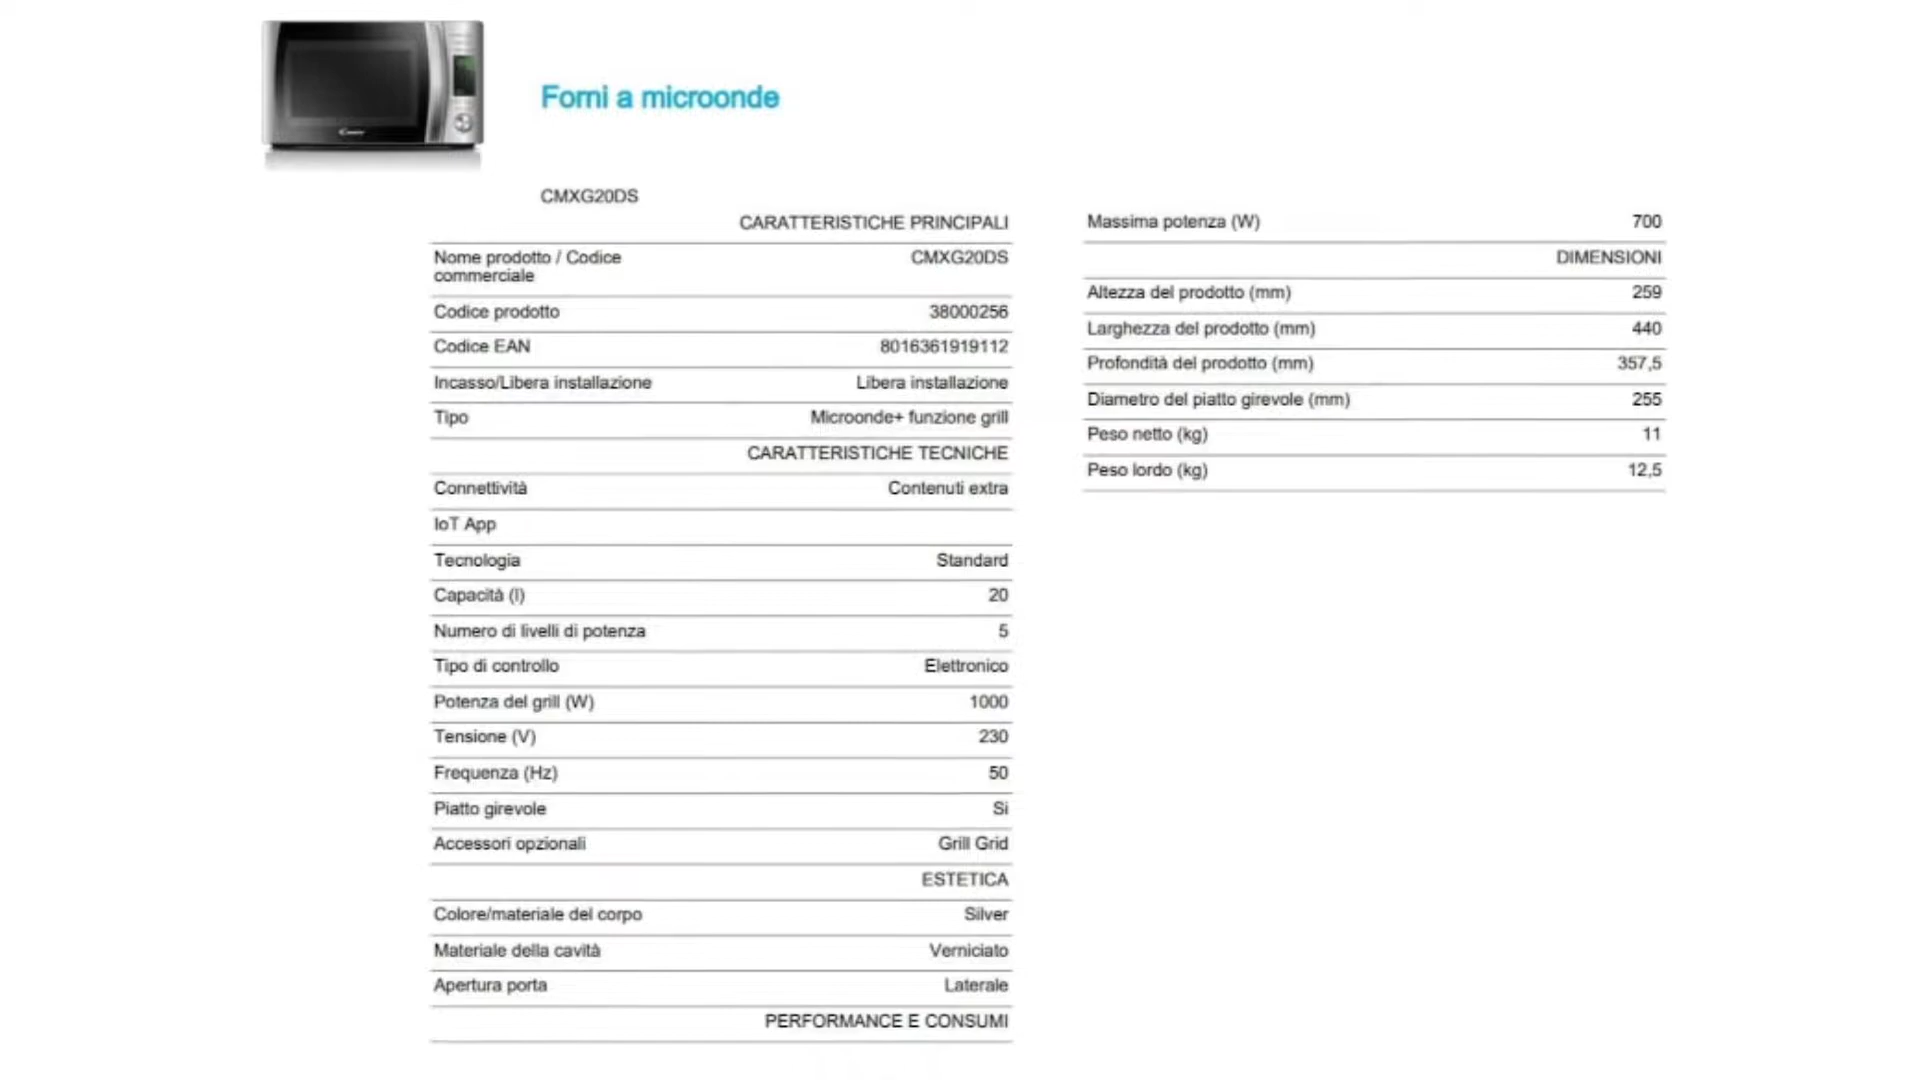 Candy
Forni a microonde
CMXG20DS
CARATTERISTICHE PRINCIPALI
Nome prodotto / Codice commerciale CMXG20DS
Codice prodotto 38000256
Codice EAN 8016361919112
Incasso/Libera installazione Libera installazione
Tipo Microonde+ funzione grill
CARATTERISTICHE TECNICHE
Connettività Contenuti extra
IoT App
Tecnologia Standard
Capacità (l) 20
Numero di livelli di potenza 5
Tipo di controllo Elettronico
Potenza del grill (W) 1000
Tensione (V) 230
Frequenza (Hz) 50
Piatto girevole Si
Accessori opzionali Grill Grid
ESTETICA
Colore/materiale del corpo Silver
Materiale della cavità Verniciato
Apertura porta Laterale
PERFORMANCE E CONSUMI
Massima potenza (W) 700
DIMENSIONI
Altezza del prodotto (mm) 259
Larghezza del prodotto (mm) 440
Profondità del prodotto (mm) 357,5
Diametro del piatto girevole (mm) 255
Peso netto (kg) 11
Peso lordo (kg) 12,5